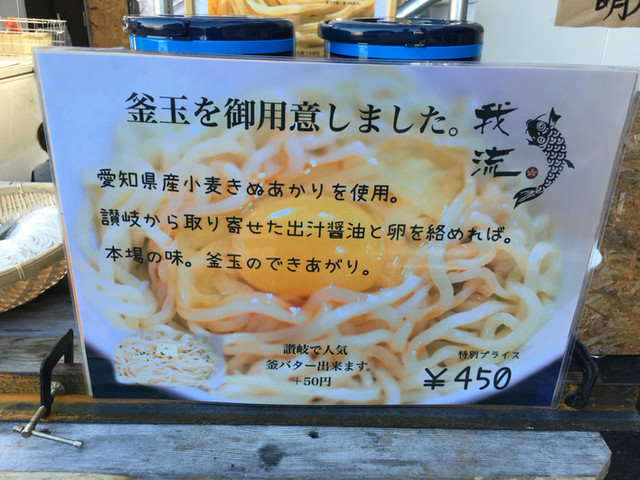 釜玉を御用意しました。
我流
愛知県産小麦きぬあかりを使用。
讃岐から取り寄せた出汁醤油と卵を絡めれば。
本場の味。釜玉のできあがり。
讃岐で人気
釜バター出来ます。
+50円
特別プライス
¥450